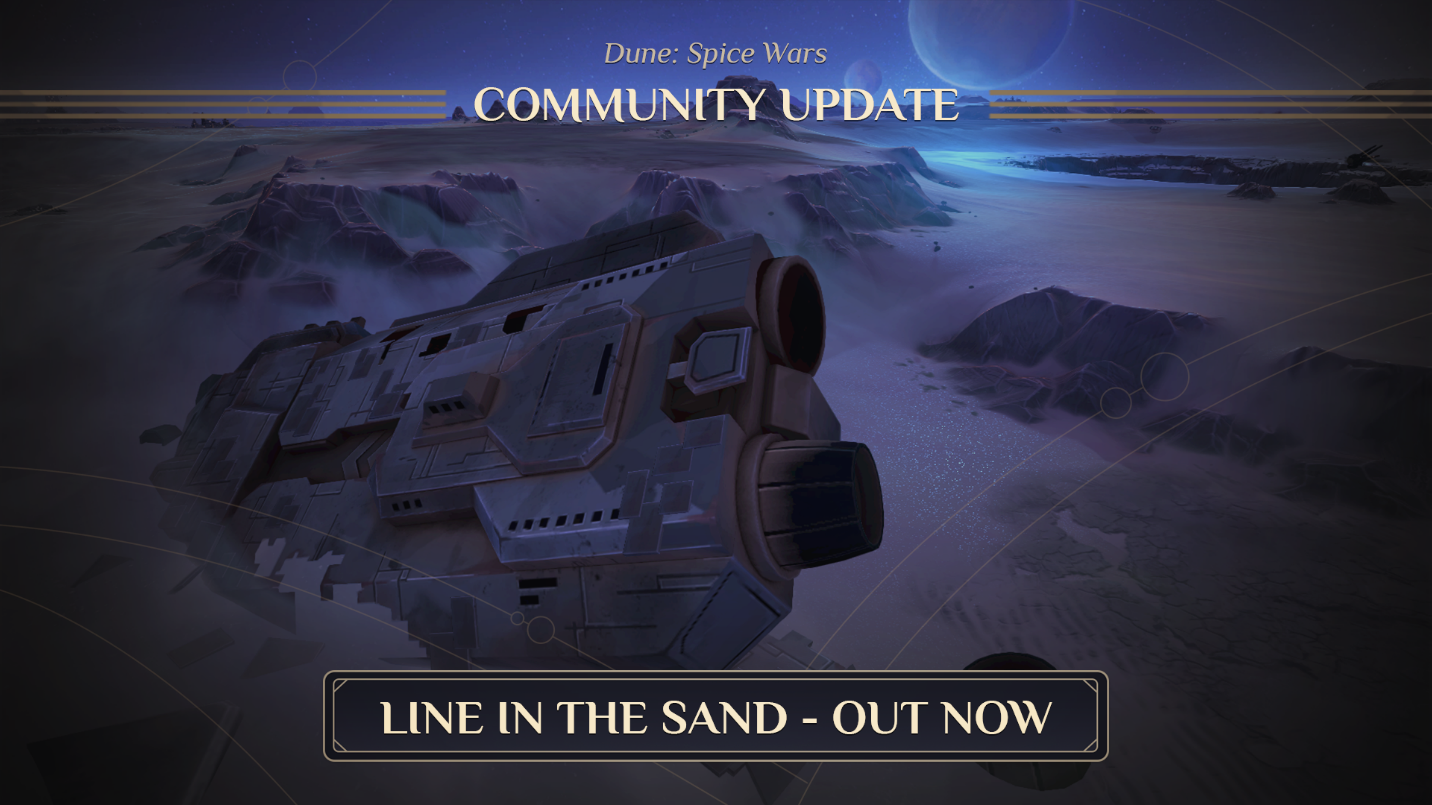 Dune: Spice Wars
COMMUNITY UPDATE
LINE IN THE SAND - OUT NOW